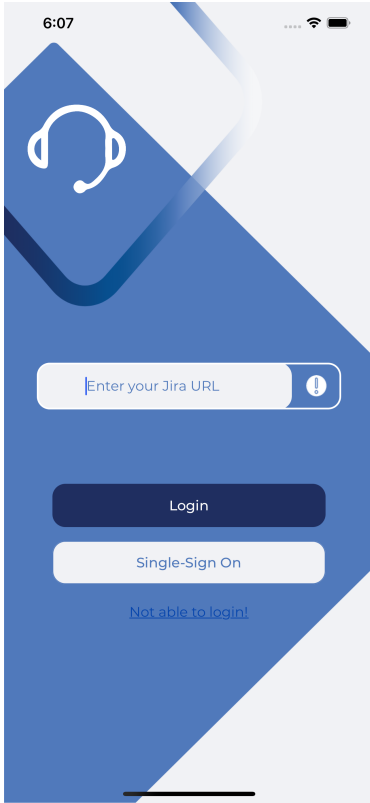 6:07
Enter your Jira URL
Login
Single-Sign On
Not able to login!